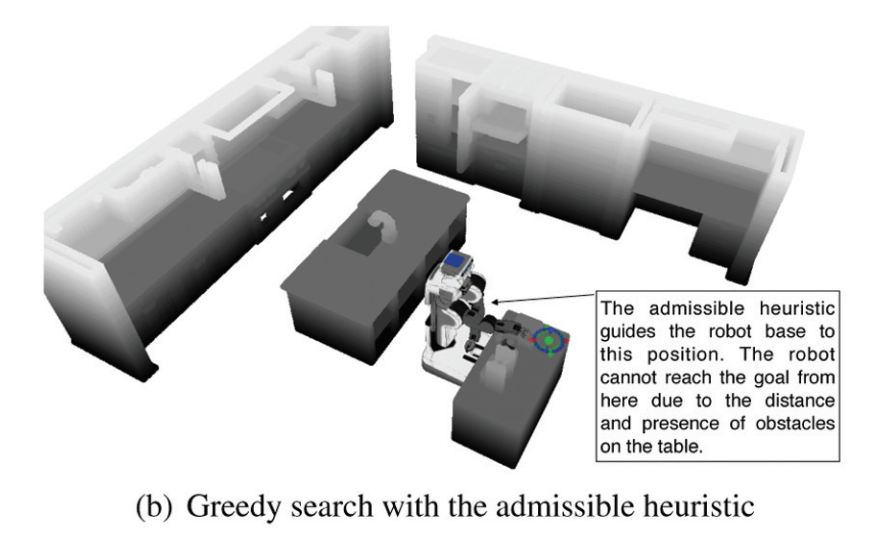 The admissible heuristic
guides the robot base to
this position. The robot
cannot reach the goal from
here due to the distance
and presence of obstacles
on the table.
(b) Greedy search with the admissible heuristic